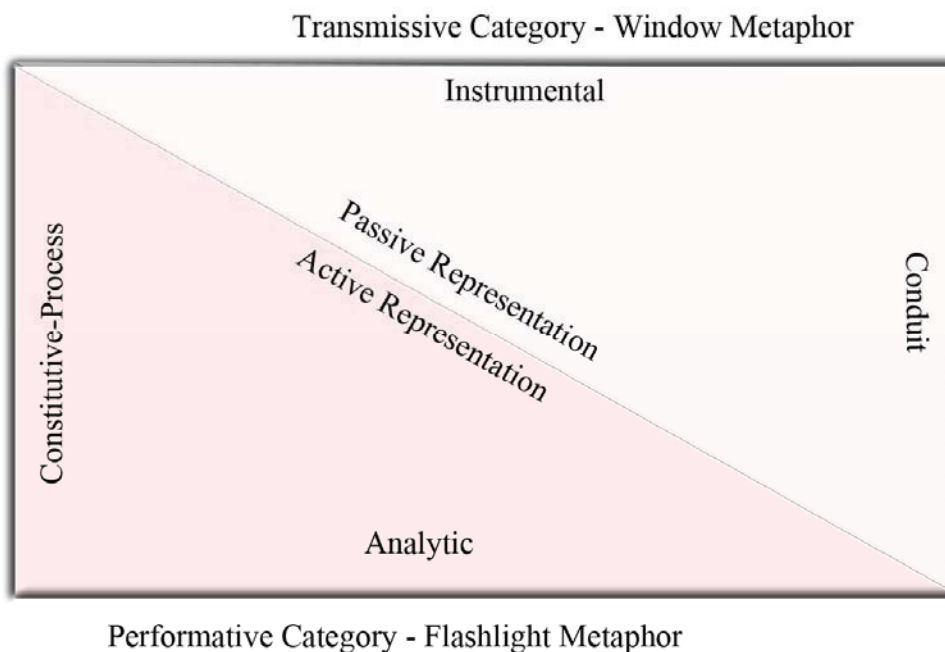 Transmissive Category - Window Metaphor
Instrumental
Passive Representation
Active Representation
Constitutive-Process
Conduit
Analytic
Performative Category - Flashlight Metaphor